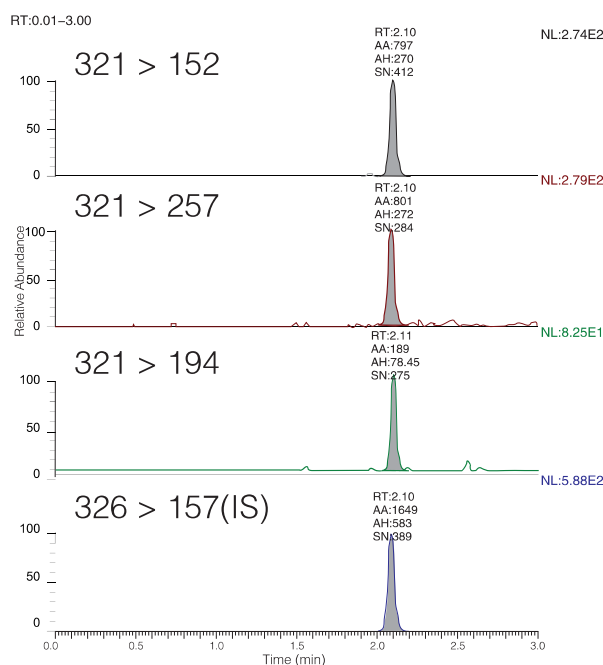 RT:0.01–3.00
NL:2.74E2
RT:2.10
AA:797
AH:270
SN:412
321 > 152
100
50
0
NL:2.79E2
RT:2.10
AA:801
AH:272
SN:284
321 > 257
100
50
0
Relative Abundance
NL:8.25E1
RT:2.11
AA:189
AH:78.45
SN:275
321 > 194
100
50
0
NL:5.88E2
RT:2.10
AA:1649
AH:583
SN:389
326 > 157(IS)
100
50
0
0.0 0.5 1.0 1.5 2.0 2.5 3.0
Time (min)